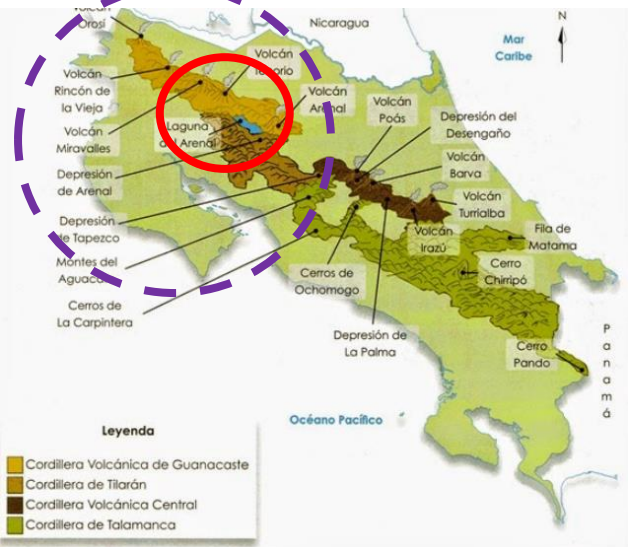 Volcán
Orosí
Nicaragua
N
Mar
Caribe
Volcán
Rincón de
la Vieja
Volcán
Volcán
Volcán
Miravalles
Laguna
del Arenal
Volcán
Poás
Depresión del
Desengaño
Volcán
Barva
Depresión
de Arenal
Volcán
Turrialba
Depresión
de Tapezco
Volcán
Irazú
Fila de
Matama
Montes del
Cerros de
Ochomogo
Cerro
Chirripó
Cerros de
La Carpintera
Depresión de
La Palma
Cerro
Pando
Panamá
Océano Pacífico
Leyenda
Cordillera Volcánica de Guanacaste
Cordillera de Tilarán
Cordillera Volcánica Central
Cordillera de Talamanca